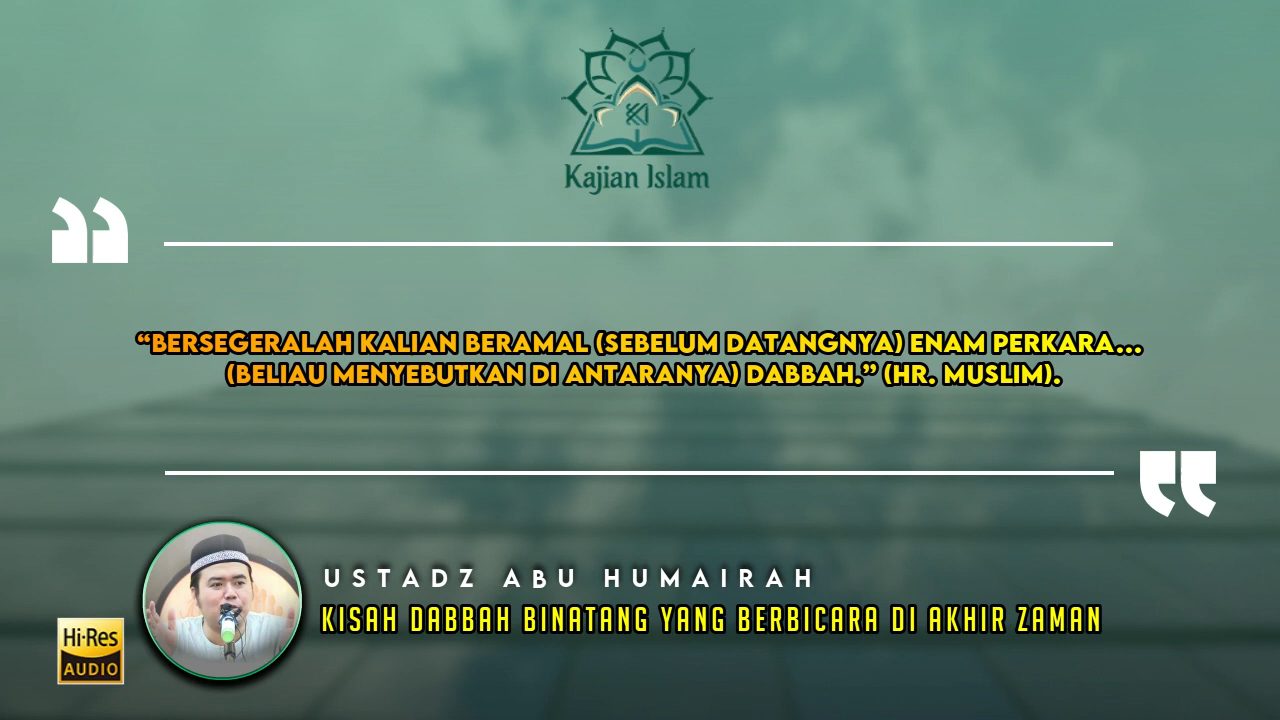 Kajian Islam
“BERSEGERALAH KALIAN BERAMAL (SEBELUM DATANGNYA) ENAM PERKARA...
(BELIAU MENYEBUTKAN DI ANTARANYA) DABBAH.” (HR. MUSLIM).
USTADZ ABU HUMAIRAH
KISAH DABBAH BINATANG YANG BERBICARA DI AKHIR ZAMAN
Hi-Res
AUDIO